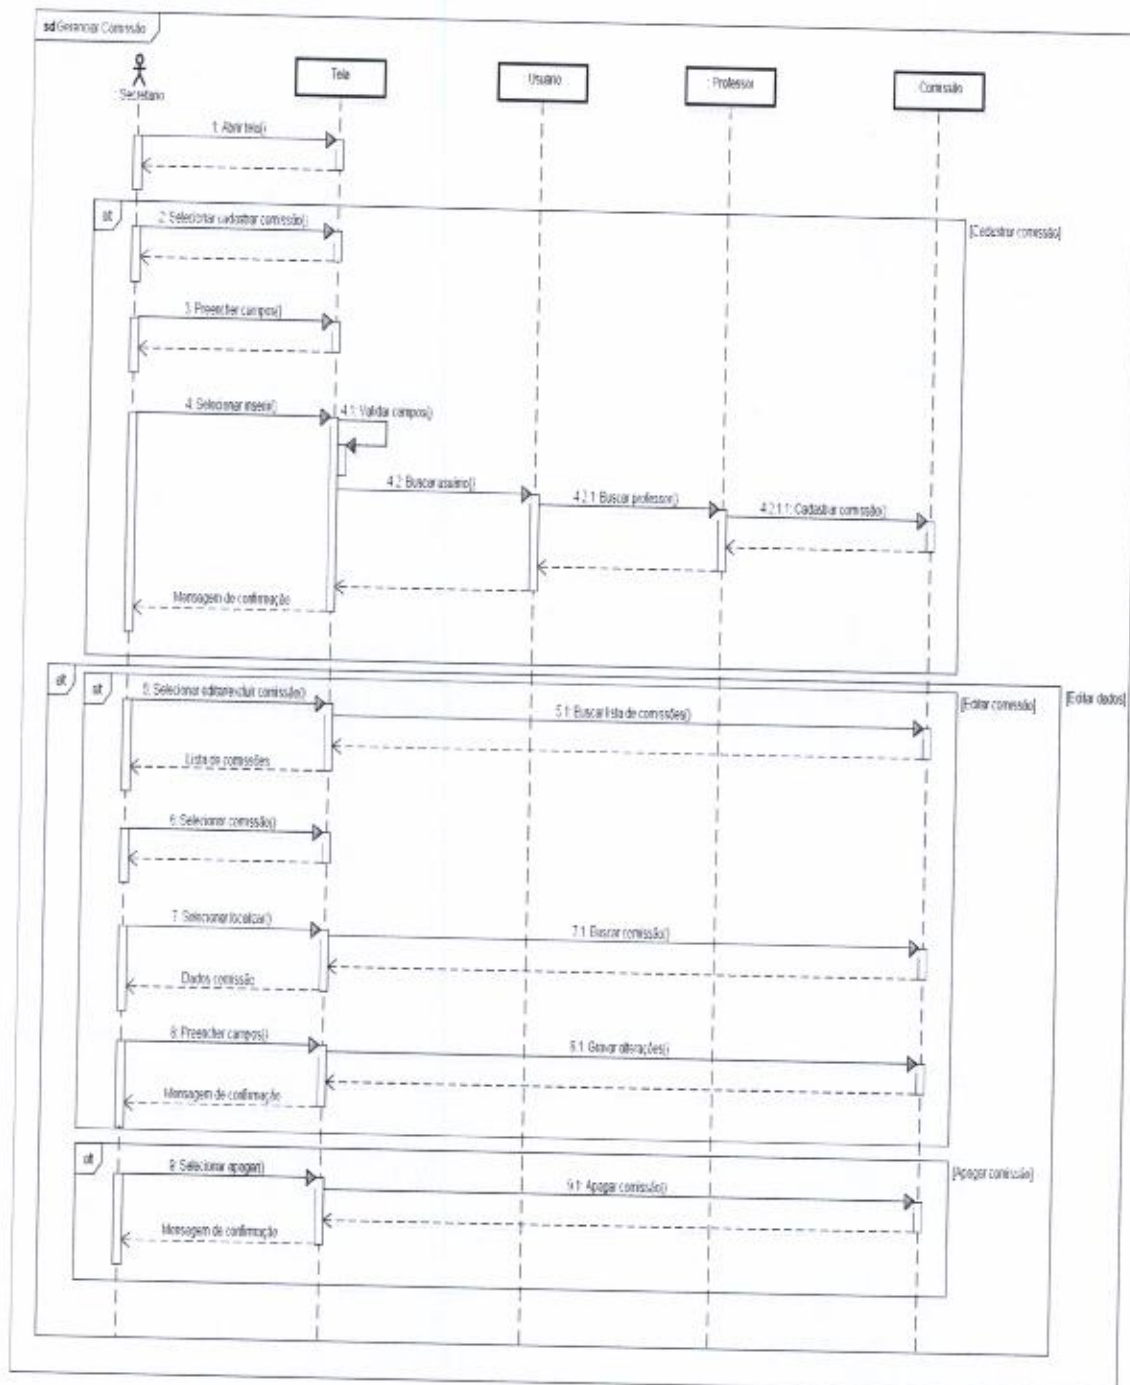 sd Gerenciar Comissão
: Secretário
Tela
: Usuário
: Professor
Comissão
1: Abrir tela()
alt
[Cadastrar comissão]
2: Selecionar cadastrar comissão()
3: Preencher campos()
4: Selecionar inserir()
4.1: Validar campos()
4.2: Buscar usuário()
4.2.1: Buscar professor()
4.2.1.1: Cadastrar comissão()
Mensagem de confirmação
alt
[Editar dados]
alt
[Editar comissão]
5: Selecionar editar/excluir comissão()
5.1: Buscar lista de comissões()
Lista de comissões
6: Selecionar comissão()
7: Selecionar localizar()
7.1: Buscar comissão()
Dados comissão
8: Preencher campos()
8.1: Gravar alterações()
Mensagem de confirmação
alt
[Apagar comissão]
9: Selecionar apagar()
9.1: Apagar comissão()
Mensagem de confirmação